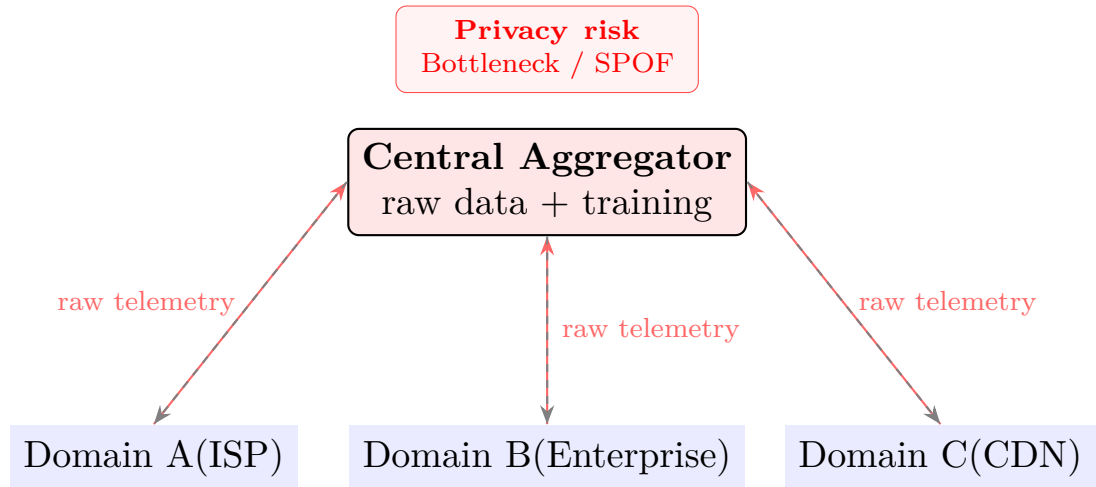 Privacy risk
Bottleneck / SPOF
Central Aggregator
raw data + training
raw telemetry
raw telemetry
raw telemetry
Domain A(ISP)
Domain B(Enterprise)
Domain C(CDN)